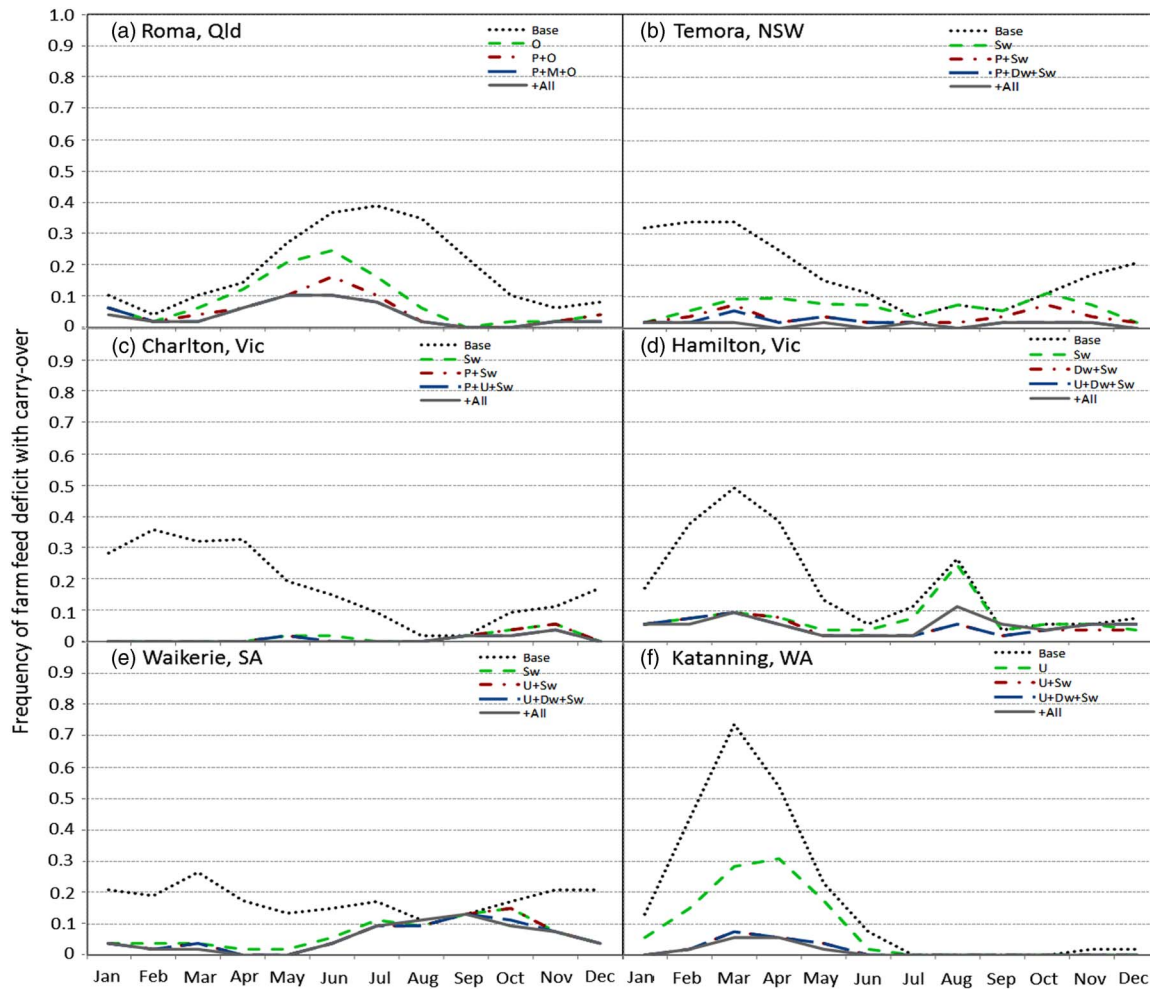 Frequency of farm feed deficit with carry-over
1.0
0.9
0.8
0.7
0.6
0.5
0.4
0.3
0.2
0.1
0
(a) Roma, Qld
Base
O
P+O
P+M+O
+All
(b) Temora, NSW
Base
Sw
P+Sw
P+Dw+Sw
+All
0.9
0.8
0.7
0.6
0.5
0.4
0.3
0.2
0.1
0
(c) Charlton, Vic
Base
Sw
P+Sw
P+U+Sw
+All
(d) Hamilton, Vic
Base
Sw
Dw+Sw
U+Dw+Sw
+All
0.9
0.8
0.7
0.6
0.5
0.4
0.3
0.2
0.1
0
(e) Waikerie, SA
Base
Sw
U+Sw
U+Dw+Sw
+All
(f) Katanning, WA
Base
U
U+Sw
U+Dw+Sw
+All
Jan Feb Mar Apr May Jun Jul Aug Sep Oct Nov Dec
Jan Feb Mar Apr May Jun Jul Aug Sep Oct Nov Dec